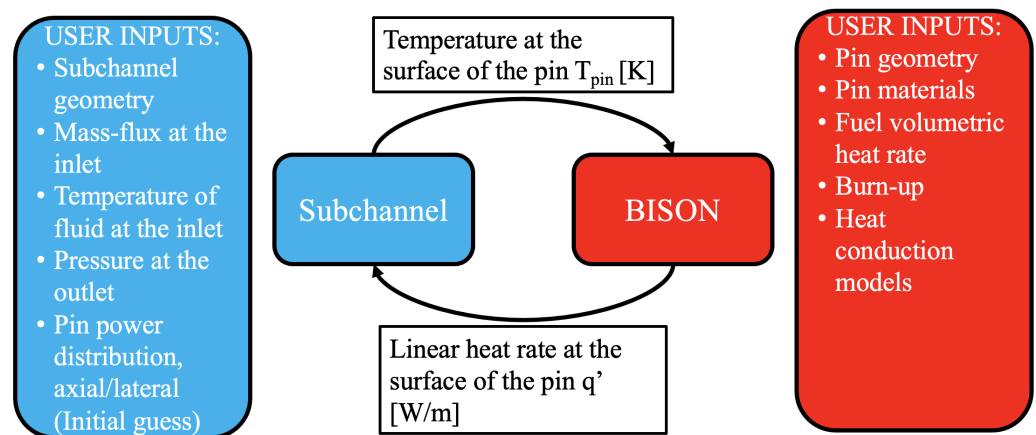 USER INPUTS:
• Subchannel
geometry
• Mass-flux at the
inlet
• Temperature of
fluid at the inlet
• Pressure at the
outlet
• Pin power
distribution,
axial/lateral
(Initial guess)
Temperature at the
surface of the pin Tpin [K]
Subchannel
BISON
Linear heat rate at the
surface of the pin q’
[W/m]
USER INPUTS:
• Pin geometry
• Pin materials
• Fuel volumetric
heat rate
• Burn-up
• Heat
conduction
models